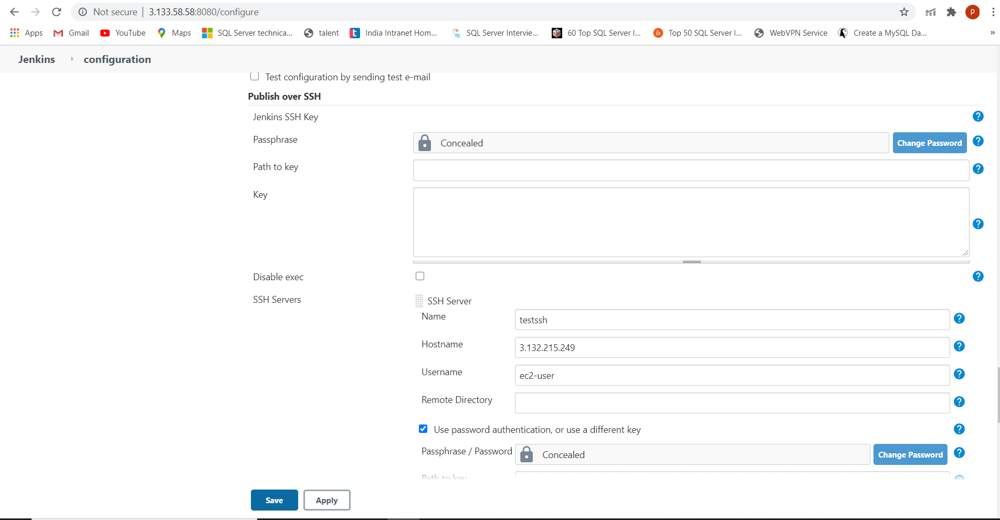 Not secure | 3.133.58.58:8080/configure
P
Apps Gmail YouTube Maps SQL Server technica... talent t India Intranet Hom... SQL Server Intervie... 60 Top SQL Server I... Top 50 SQL Server I... WebVPN Service Create a MySQL Da... »
Jenkins configuration
Test configuration by sending test e-mail
Publish over SSH
Jenkins SSH Key ?
Passphrase Concealed Change Password ?
Path to key ?
Key ?
Disable exec ?
SSH Servers SSH Server
Name testssh ?
Hostname 3.132.215.249 ?
Username ec2-user ?
Remote Directory ?
Use password authentication, or use a different key ?
Passphrase / Password Concealed Change Password ?
Path to key ?
Save Apply